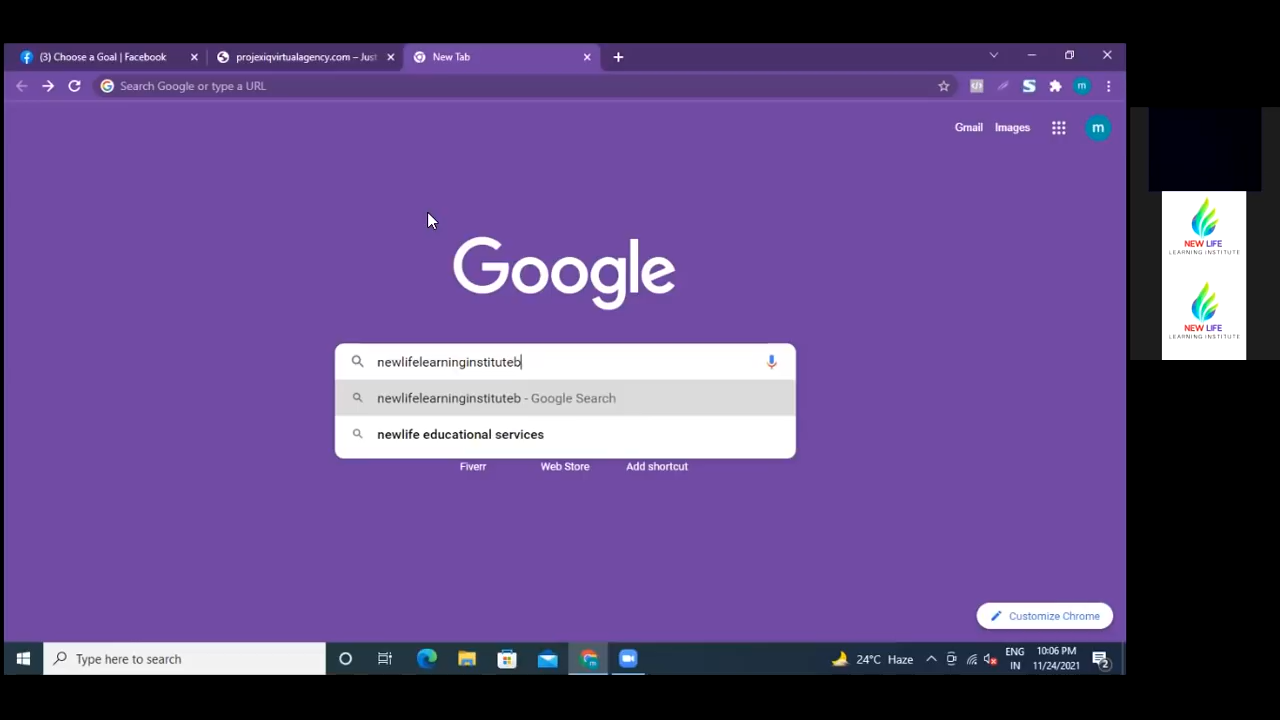 (3) Choose a Goal | Facebook
projexiqvirtualagency.com – Just
New Tab
Search Google or type a URL
m
Gmail
Images
m
Google
newlifelearninginstituteb
newlifelearninginstituteb - Google Search
newlife educational services
Fiverr
Web Store
Add shortcut
Customize Chrome
Type here to search
24°C Haze
ENG
IN
10:06 PM
11/24/2021
2
NEW LIFE
LEARNING INSTITUTE
NEW LIFE
LEARNING INSTITUTE